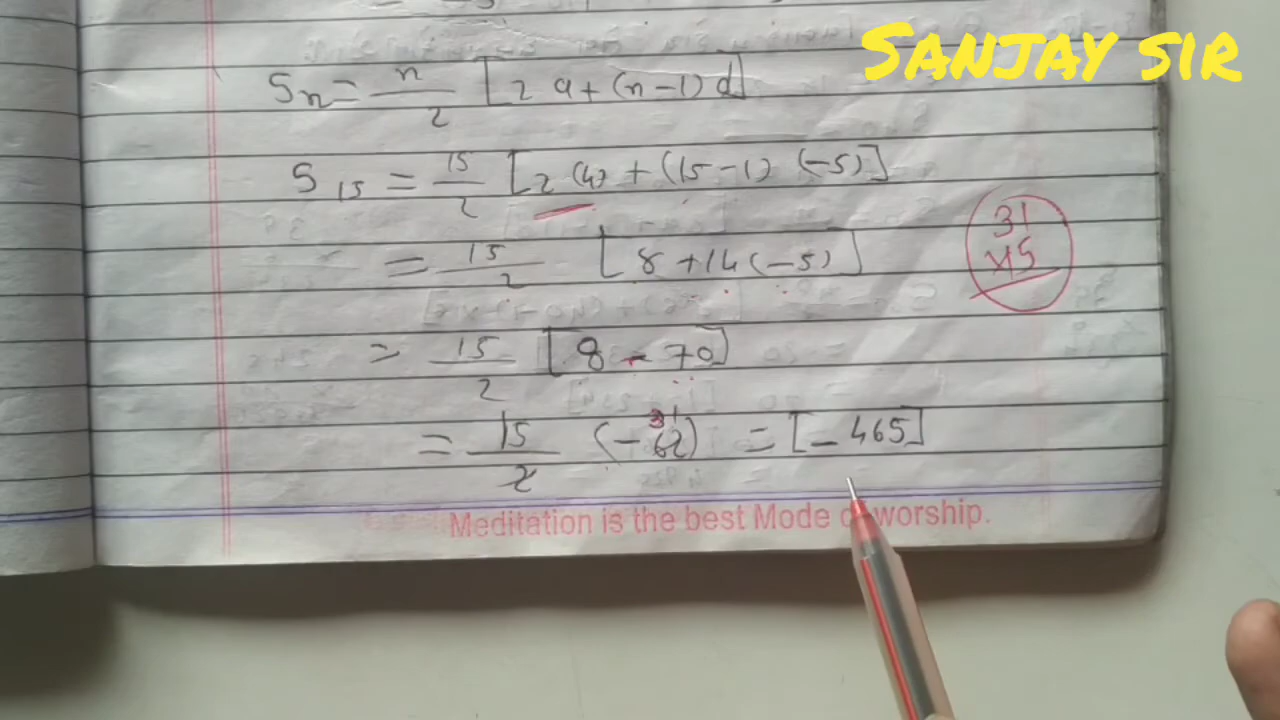 SANJAY SIR
Sn = n/2 [2a+(n-1)d]
S15 = 15/2 [2(4)+(15-1)(-5)]
= 15/2 [8+14(-5)]
31
×15
= 15/2 [8-70]
= 15/2 (-62) 31 = [-465]
Meditation is the best Mode of worship.